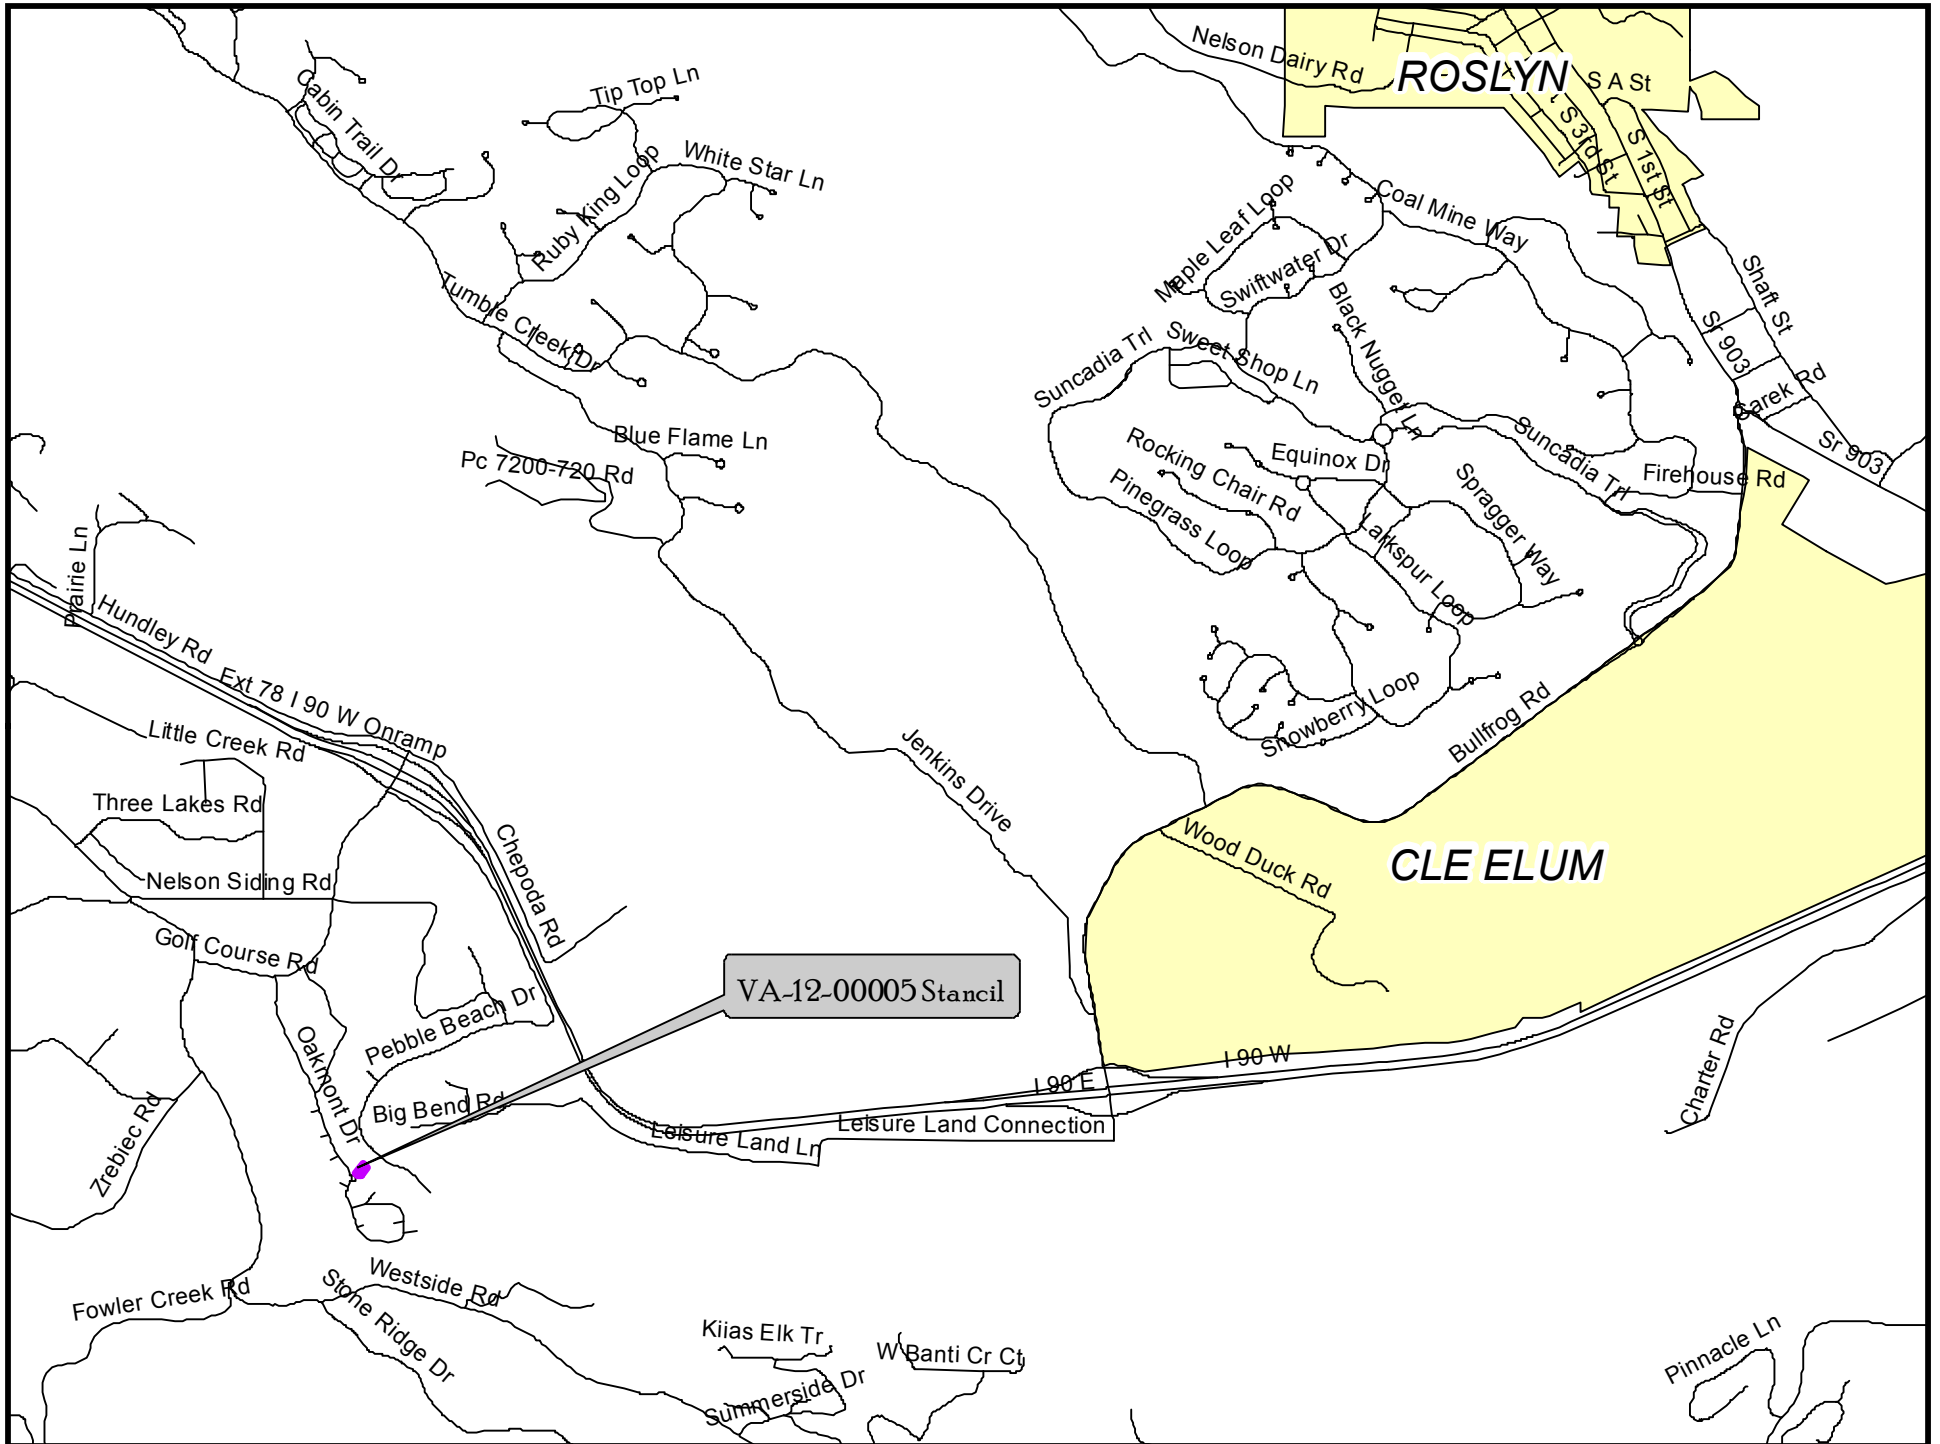 Nelson Dairy Rd
ROSLYN
S A St
S 3rd St
S 1st St
Tip Top Ln
Cabin Trail Dr
White Star Ln
Ruby King Loop
Maple Leaf Loop
Coal Mine Way
Swiftwater Dr
Shaft St
Tumble Creek Dr
Black Nugget Ln
Sr 903
Suncadia Trl
Sweet Shop Ln
Sarek Rd
Blue Flame Ln
Pc 7200-720 Rd
Rocking Chair Rd
Equinox Dr
Suncadia Trl
Sr 903
Firehouse Rd
Pinegrass Loop
Spragger Way
Larkspur Loop
Prairie Ln
Hundley Rd
Ext 78 I 90 W Onramp
Little Creek Rd
Snowberry Loop
Bullfrog Rd
Jenkins Drive
Three Lakes Rd
Chepoda Rd
Wood Duck Rd
CLE ELUM
Nelson Siding Rd
Golf Course Rd
VA-12-00005 Stancil
Pebble Beach Dr
Oakmont Dr
I 90 W
I 90 E
Charter Rd
Big Bend Rd
Zrebiec Rd
Leisure Land Ln
Leisure Land Connection
Westside Rd
Fowler Creek Rd
Stone Ridge Dr
Kiias Elk Tr
W Banti Cr Ct
Pinnacle Ln
Summerside Dr